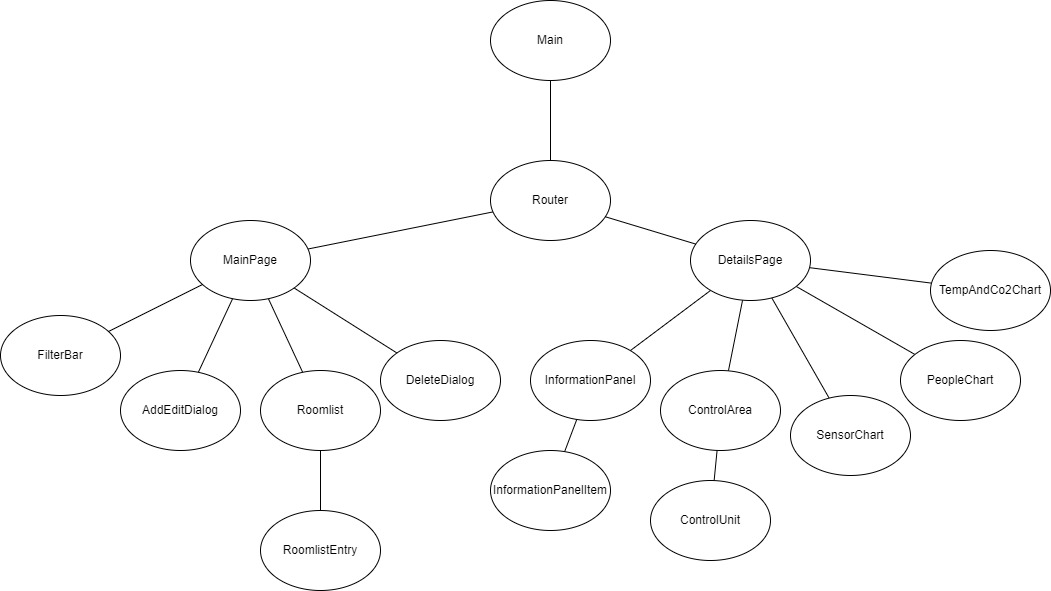 Main
Router
MainPage
DetailsPage
TempAndCo2Chart
FilterBar
AddEditDialog
Roomlist
DeleteDialog
InformationPanel
ControlArea
SensorChart
PeopleChart
InformationPanelItem
ControlUnit
RoomlistEntry